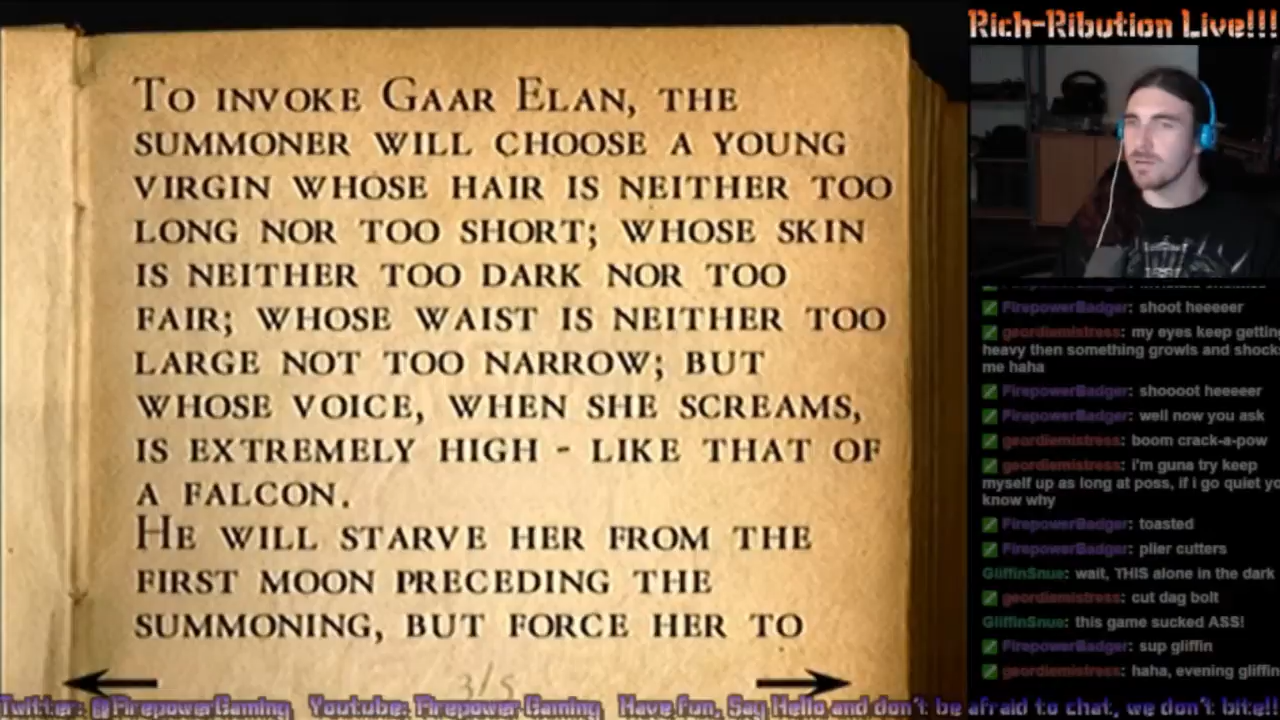 Rich-Ribution Live!!!
To invoke Gaar Elan, the
summoner will choose a young
virgin whose hair is neither too
long nor too short; whose skin
is neither too dark nor too
fair; whose waist is neither too
large not too narrow; but
whose voice, when she screams,
is extremely high - like that of
a falcon.
He will starve her from the
first moon preceding the
summoning, but force her to
3/5
FirepowerBadger: shoot heeeeer
geordiemistress: my eyes keep getting
heavy then something growls and shocks
me haha
FirepowerBadger: shoooot heeeeer
FirepowerBadger: well now you ask
geordiemistress: boom crack-a-pow
geordiemistress: i'm guna try keep
myself up as long at poss, if i go quiet yo
know why
FirepowerBadger: toasted
FirepowerBadger: plier cutters
GliffinSnue: wait, THIS alone in the dark
geordiemistress: cut dag bolt
GliffinSnue: this game sucked ASS!
FirepowerBadger: sup gliffin
geordiemistress: haha, evening gliffin
Twitter: @FirepowerGaming Youtube: Firepower Gaming Have fun, Say Hello and don't be afraid to chat, we don't bite!!